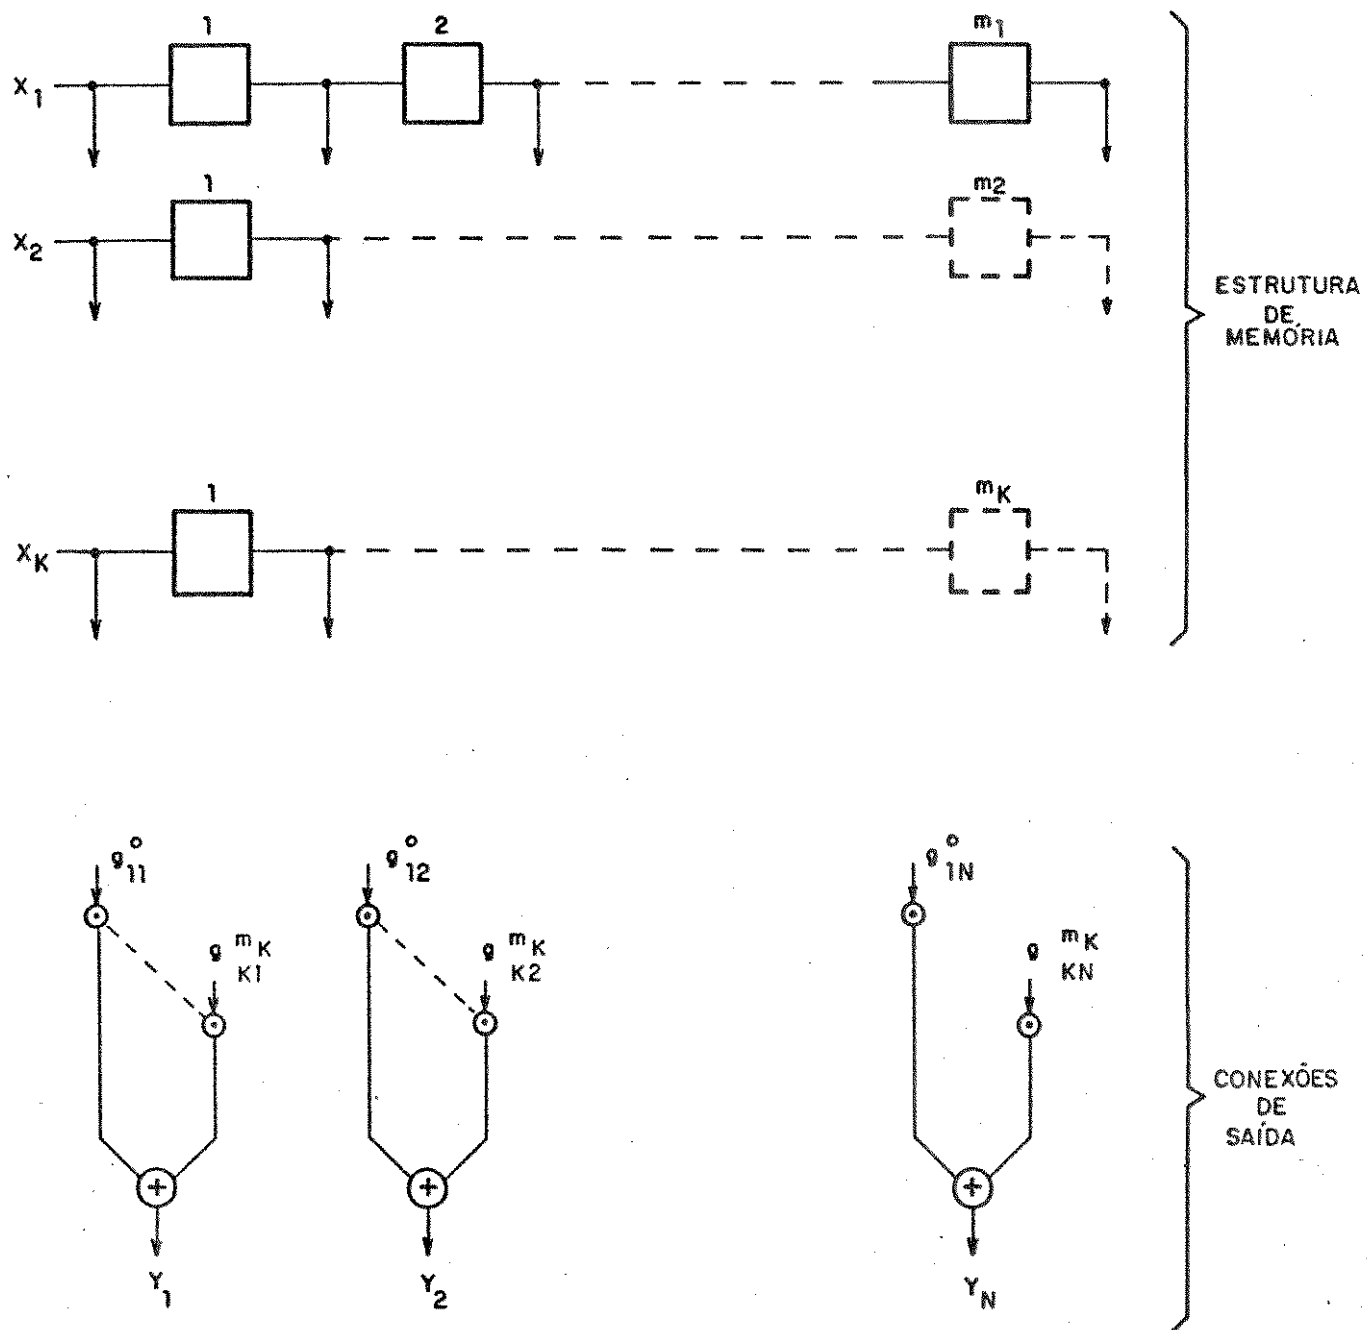 1 2 m1
X1
1 m2
X2
ESTRUTURA
DE
MEMÓRIA
1 mK
XK
g°11 g°12 g°1N
g mK K1 g mK K2 g mK KN
CONEXÕES
DE
SAÍDA
+ + +
Y1 Y2 YN